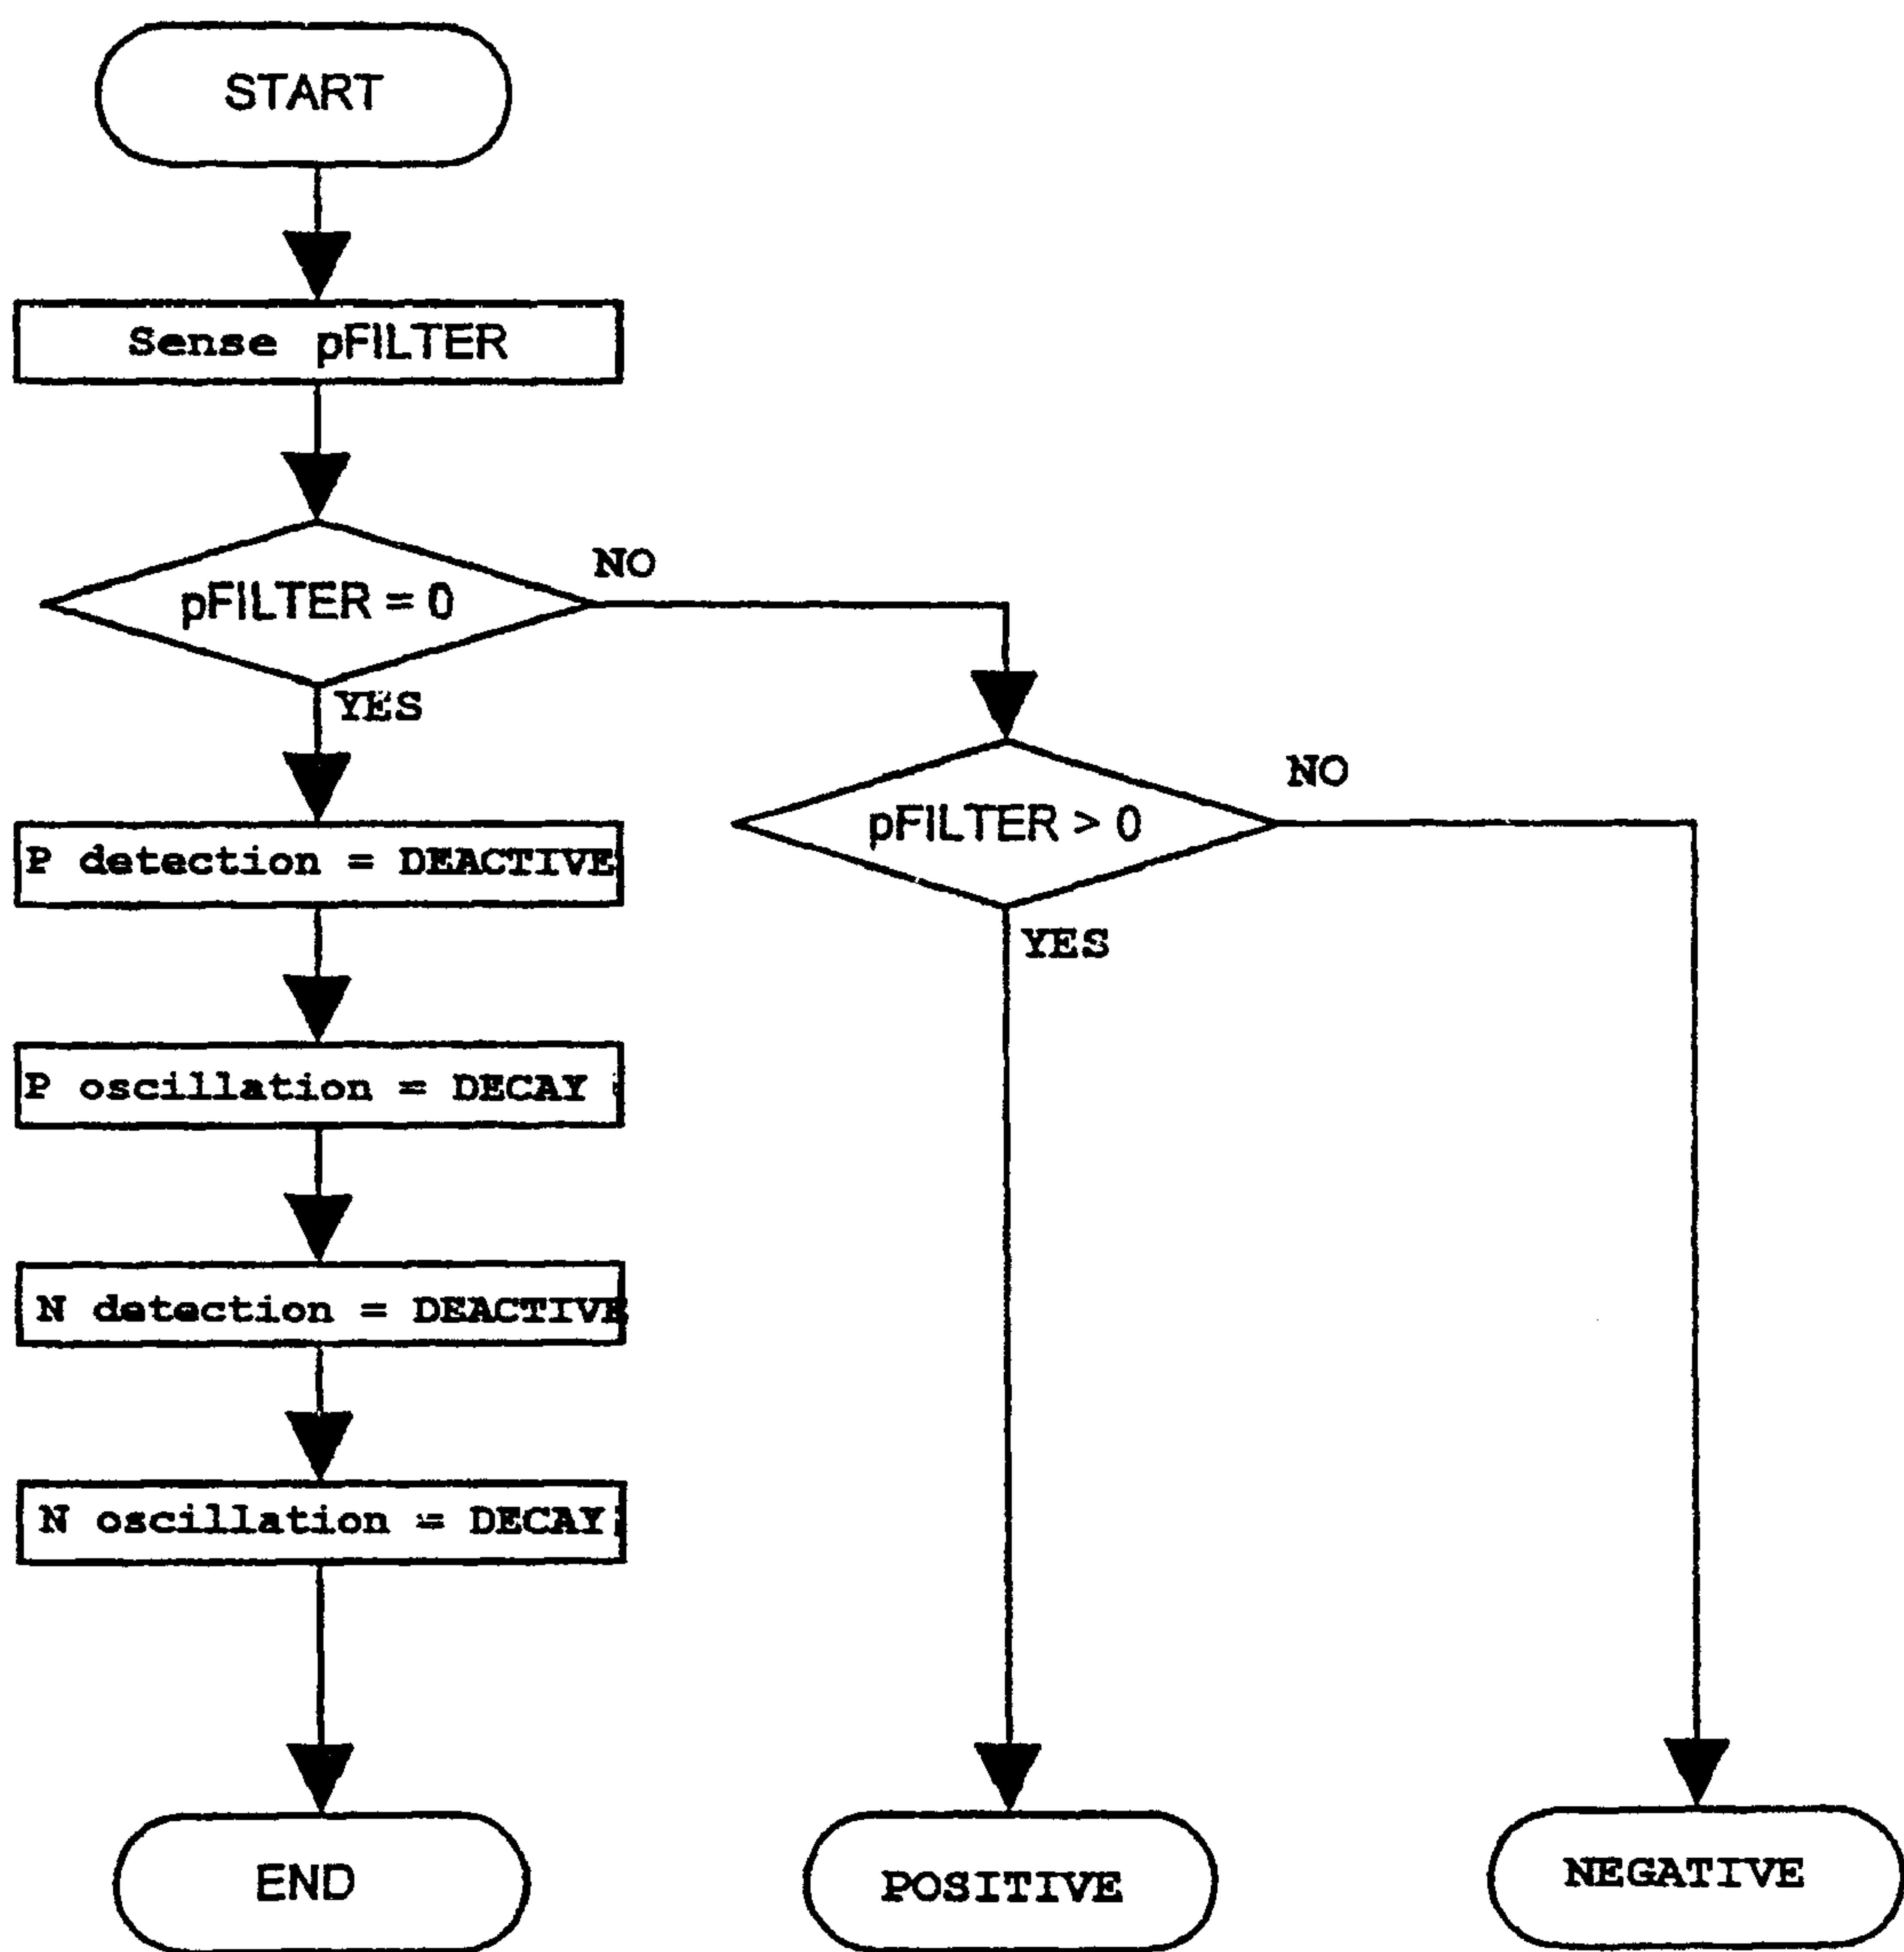 START
Sense pFILTER
pFILTER = 0
NO
YES
P detection = DEACTIVE
pFILTER > 0
NO
YES
P oscillation = DECAY
N detection = DEACTIVE
N oscillation = DECAY
END
POSITIVE
NEGATIVE